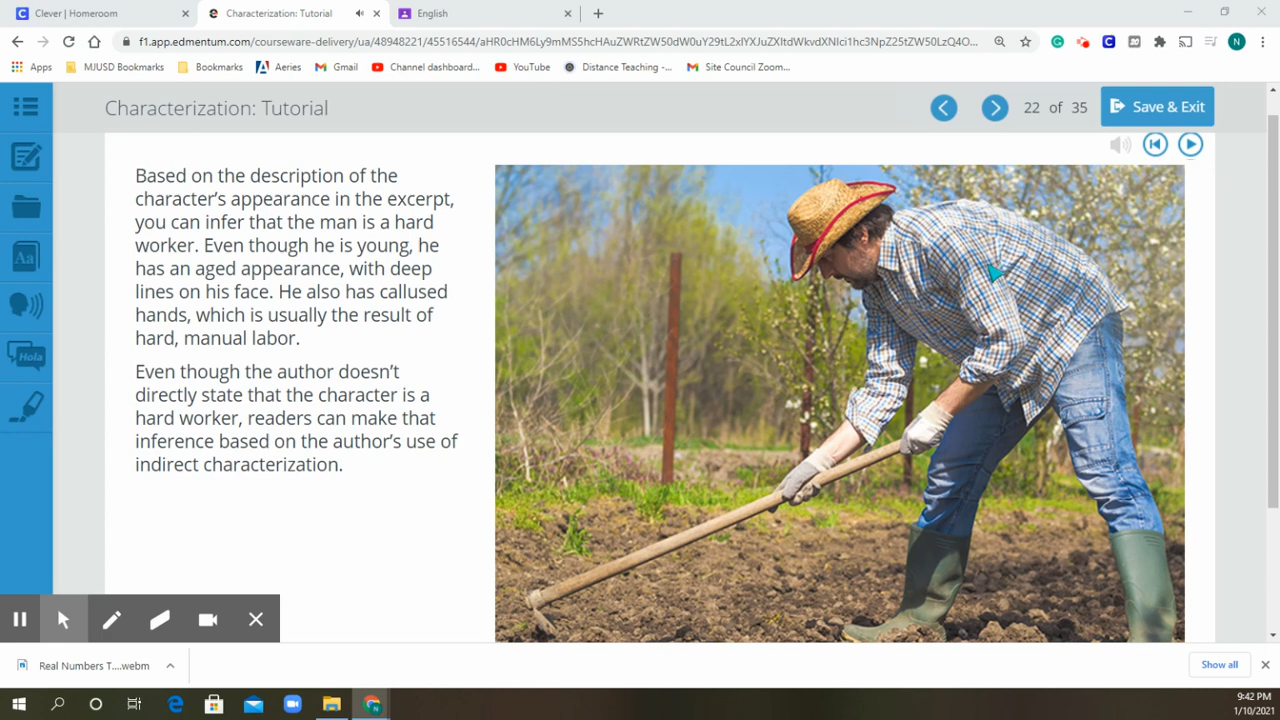 Clever | Homeroom
Characterization: Tutorial
English
f1.app.edmentum.com/courseware-delivery/ua/48948221/45516544/
Apps
MJUSD Bookmarks
Bookmarks
Aeries
Gmail
Channel dashboard...
YouTube
Distance Teaching -...
Site Council Zoom...
Characterization: Tutorial
22 of 35
Save & Exit
Based on the description of the
character's appearance in the excerpt,
you can infer that the man is a hard
worker. Even though he is young, he
has an aged appearance, with deep
lines on his face. He also has callused
hands, which is usually the result of
hard, manual labor.
Even though the author doesn't
directly state that the character is a
hard worker, readers can make that
inference based on the author's use of
indirect characterization.
Aa
Hola
Real Numbers T....webm
Show all
9:42 PM
1/10/2021